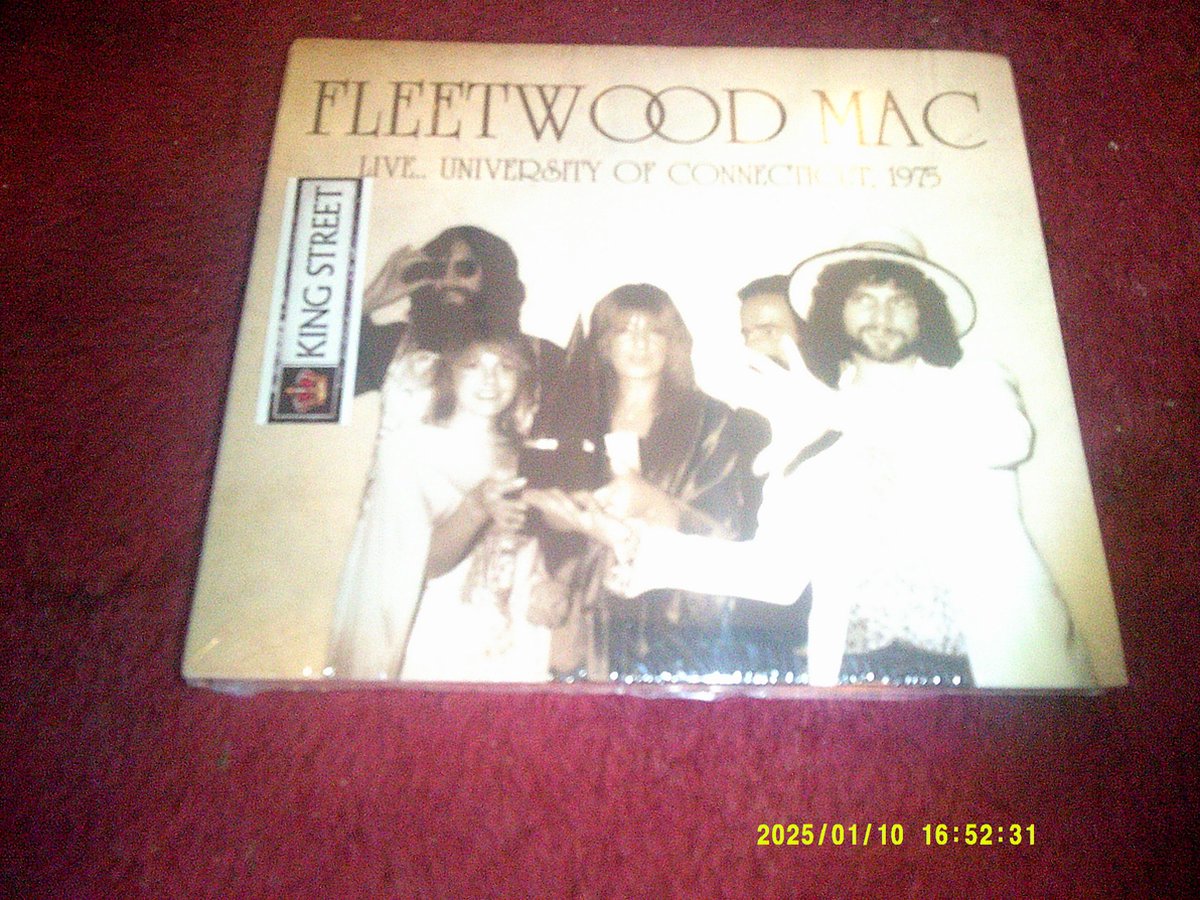 FLEETWOOD MAC
LIVE.. UNIVERSITY OF CONNECTICUT, 1975
KING STREET
2025/01/10 16:52:31